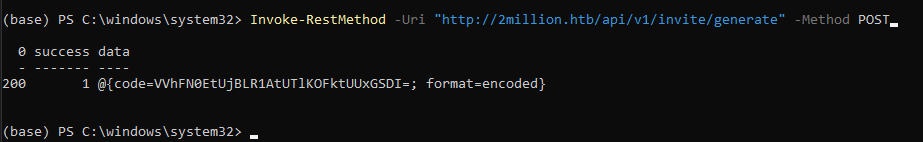 (base) PS C:\windows\system32> Invoke-RestMethod -Uri "http://2million.htb/api/v1/invite/generate" -Method POST
0 success data
- ------- ----
200 1 @{code=VVhFN0EtUjBLR1AtUTlKOFktUUxGSDI=; format=encoded}
(base) PS C:\windows\system32>